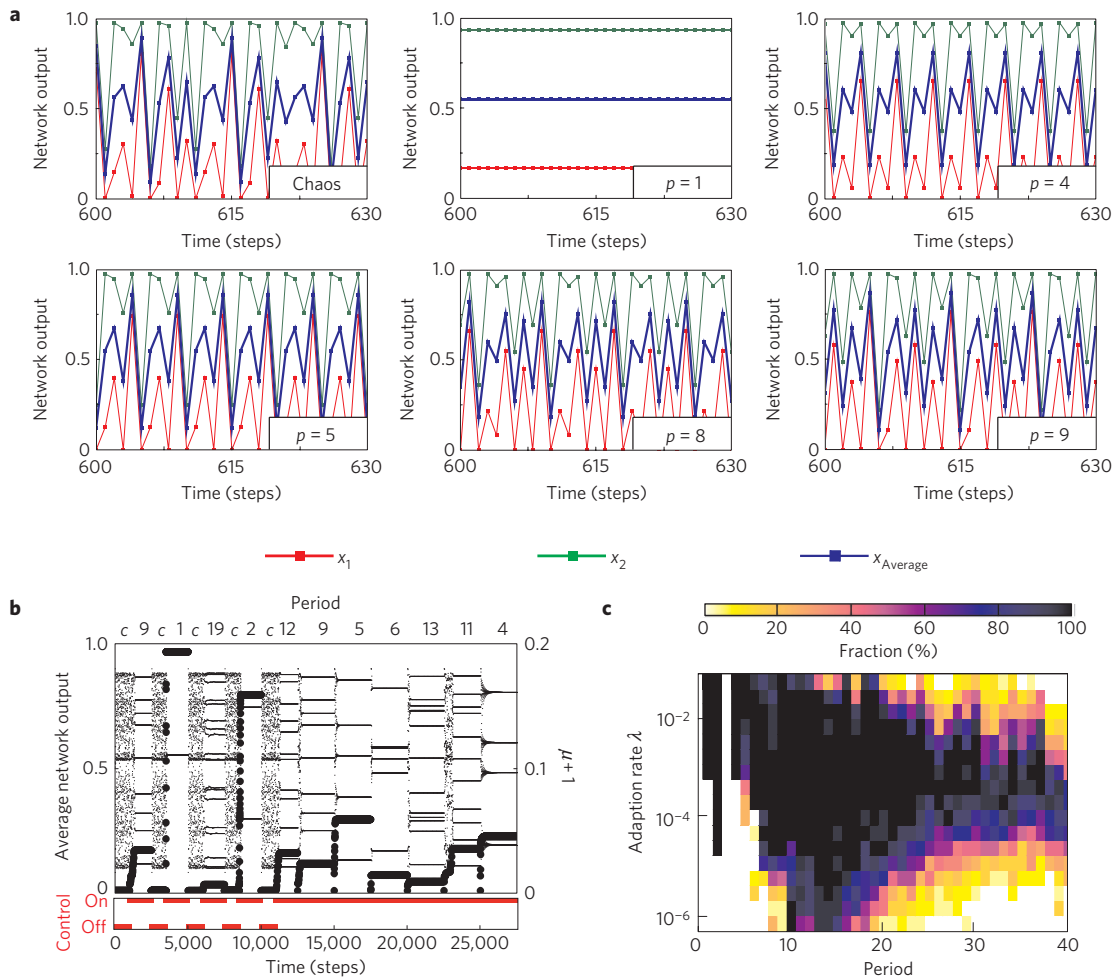 a
1.0 1.0 1.0
Network output Network output Network output
0.5 0.5 0.5
0 0 0
Chaos p = 1 p = 4
600 615 630 600 615 630 600 615 630
Time (steps) Time (steps) Time (steps)
1.0 1.0 1.0
Network output Network output Network output
0.5 0.5 0.5
0 0 0
p = 5 p = 8 p = 9
600 615 630 600 615 630 600 615 630
Time (steps) Time (steps) Time (steps)
x1 x2 xAverage
b
Period
c 9 c 1 c 19 c 2 c 12 9 5 6 13 11 4
1.0 0.2
Average network output
0.5 0.1
μ + 1
0 0
Control
On
Off
0 5,000 10,000 15,000 20,000 25,000
Time (steps)
c
0 20 40 60 80 100
Fraction (%)
Adaption rate λ
10−2
10−4
10−6
0 10 20 30 40
Period